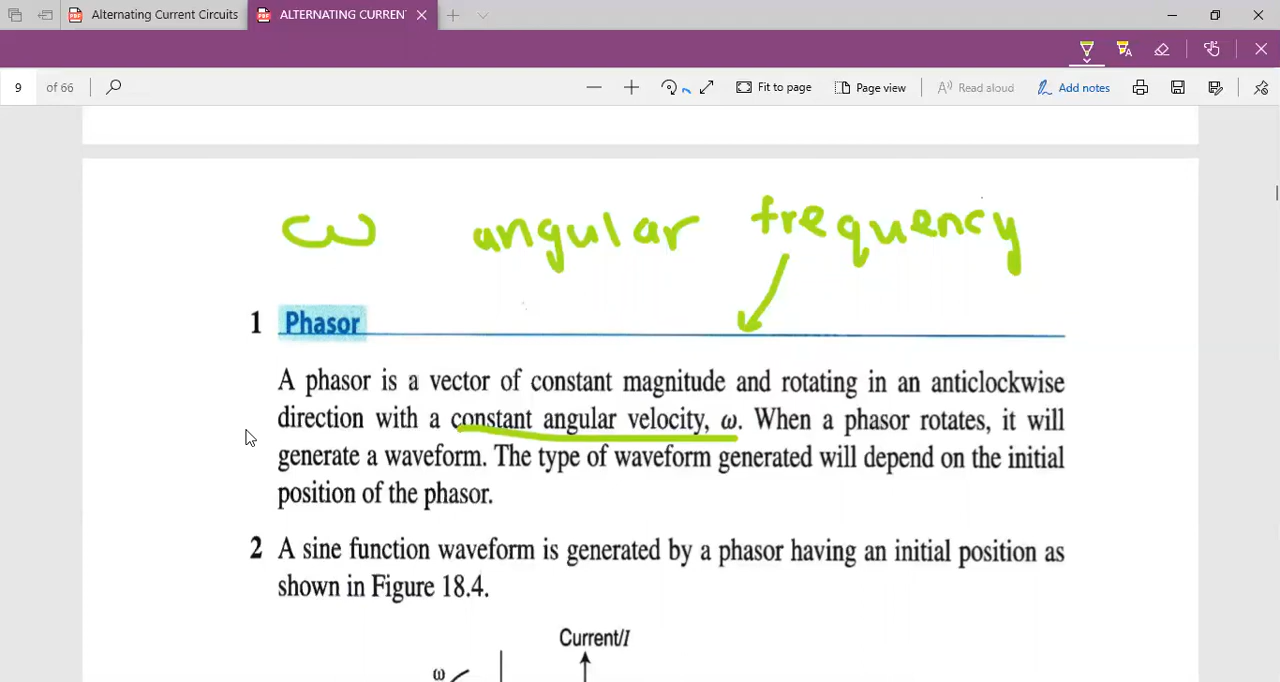 Alternating Current Circuits
ALTERNATING CURRENT
9 of 66
Fit to page
Page view
Read aloud
Add notes
ω angular frequency
1 Phasor
A phasor is a vector of constant magnitude and rotating in an anticlockwise
direction with a constant angular velocity, ω. When a phasor rotates, it will
generate a waveform. The type of waveform generated will depend on the initial
position of the phasor.
2 A sine function waveform is generated by a phasor having an initial position as
shown in Figure 18.4.
Current/I
ω